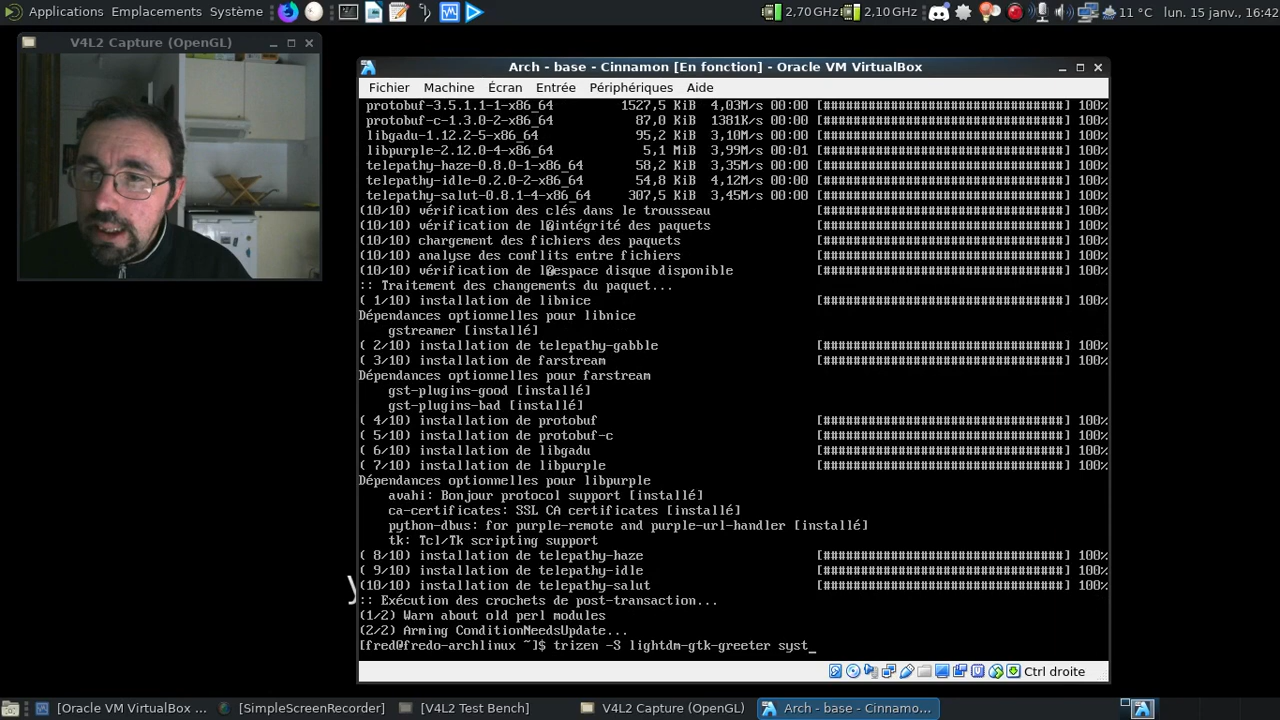 Applications Emplacements Système
2,70 GHz 2,10 GHz 11 °C lun. 15 janv., 16:42
V4L2 Capture (OpenGL)
Arch - base - Cinnamon [En fonction] - Oracle VM VirtualBox
Fichier Machine Écran Entrée Périphériques Aide
protobuf-3.5.1.1-1-x86_64 1527,5 KiB 4,03M/s 00:00 [#################################] 100%
protobuf-c-1.3.0-2-x86_64 87,0 KiB 1381K/s 00:00 [#################################] 100%
libgadu-1.12.2-5-x86_64 95,2 KiB 3,10M/s 00:00 [#################################] 100%
libpurple-2.12.0-4-x86_64 5,1 MiB 3,99M/s 00:01 [#################################] 100%
telepathy-haze-0.8.0-1-x86_64 58,2 KiB 3,35M/s 00:00 [#################################] 100%
telepathy-idle-0.2.0-2-x86_64 54,8 KiB 4,12M/s 00:00 [#################################] 100%
telepathy-salut-0.8.1-4-x86_64 307,5 KiB 3,45M/s 00:00 [#################################] 100%
(10/10) vérification des clés dans le trousseau [#################################] 100%
(10/10) vérification de l�intégrité des paquets [#################################] 100%
(10/10) chargement des fichiers des paquets [#################################] 100%
(10/10) analyse des conflits entre fichiers [#################################] 100%
(10/10) vérification de l�espace disque disponible [#################################] 100%
:: Traitement des changements du paquet...
( 1/10) installation de libnice [#################################] 100%
Dépendances optionnelles pour libnice
gstreamer [installé]
( 2/10) installation de telepathy-gabble [#################################] 100%
( 3/10) installation de farstream [#################################] 100%
Dépendances optionnelles pour farstream
gst-plugins-good [installé]
gst-plugins-bad [installé]
( 4/10) installation de protobuf [#################################] 100%
( 5/10) installation de protobuf-c [#################################] 100%
( 6/10) installation de libgadu [#################################] 100%
( 7/10) installation de libpurple [#################################] 100%
Dépendances optionnelles pour libpurple
avahi: Bonjour protocol support [installé]
ca-certificates: SSL CA certificates [installé]
python-dbus: for purple-remote and purple-url-handler [installé]
tk: Tcl/Tk scripting support
( 8/10) installation de telepathy-haze [#################################] 100%
( 9/10) installation de telepathy-idle [#################################] 100%
(10/10) installation de telepathy-salut [#################################] 100%
:: Exécution des crochets de post-transaction...
(1/2) Warn about old perl modules
(2/2) Arming ConditionNeedsUpdate...
[fred@fredo-archlinux ~]$ trizen -S lightdm-gtk-greeter syst_
Ctrl droite
[Oracle VM VirtualBox ... [SimpleScreenRecorder] [V4L2 Test Bench] V4L2 Capture (OpenGL) Arch - base - Cinnamo...